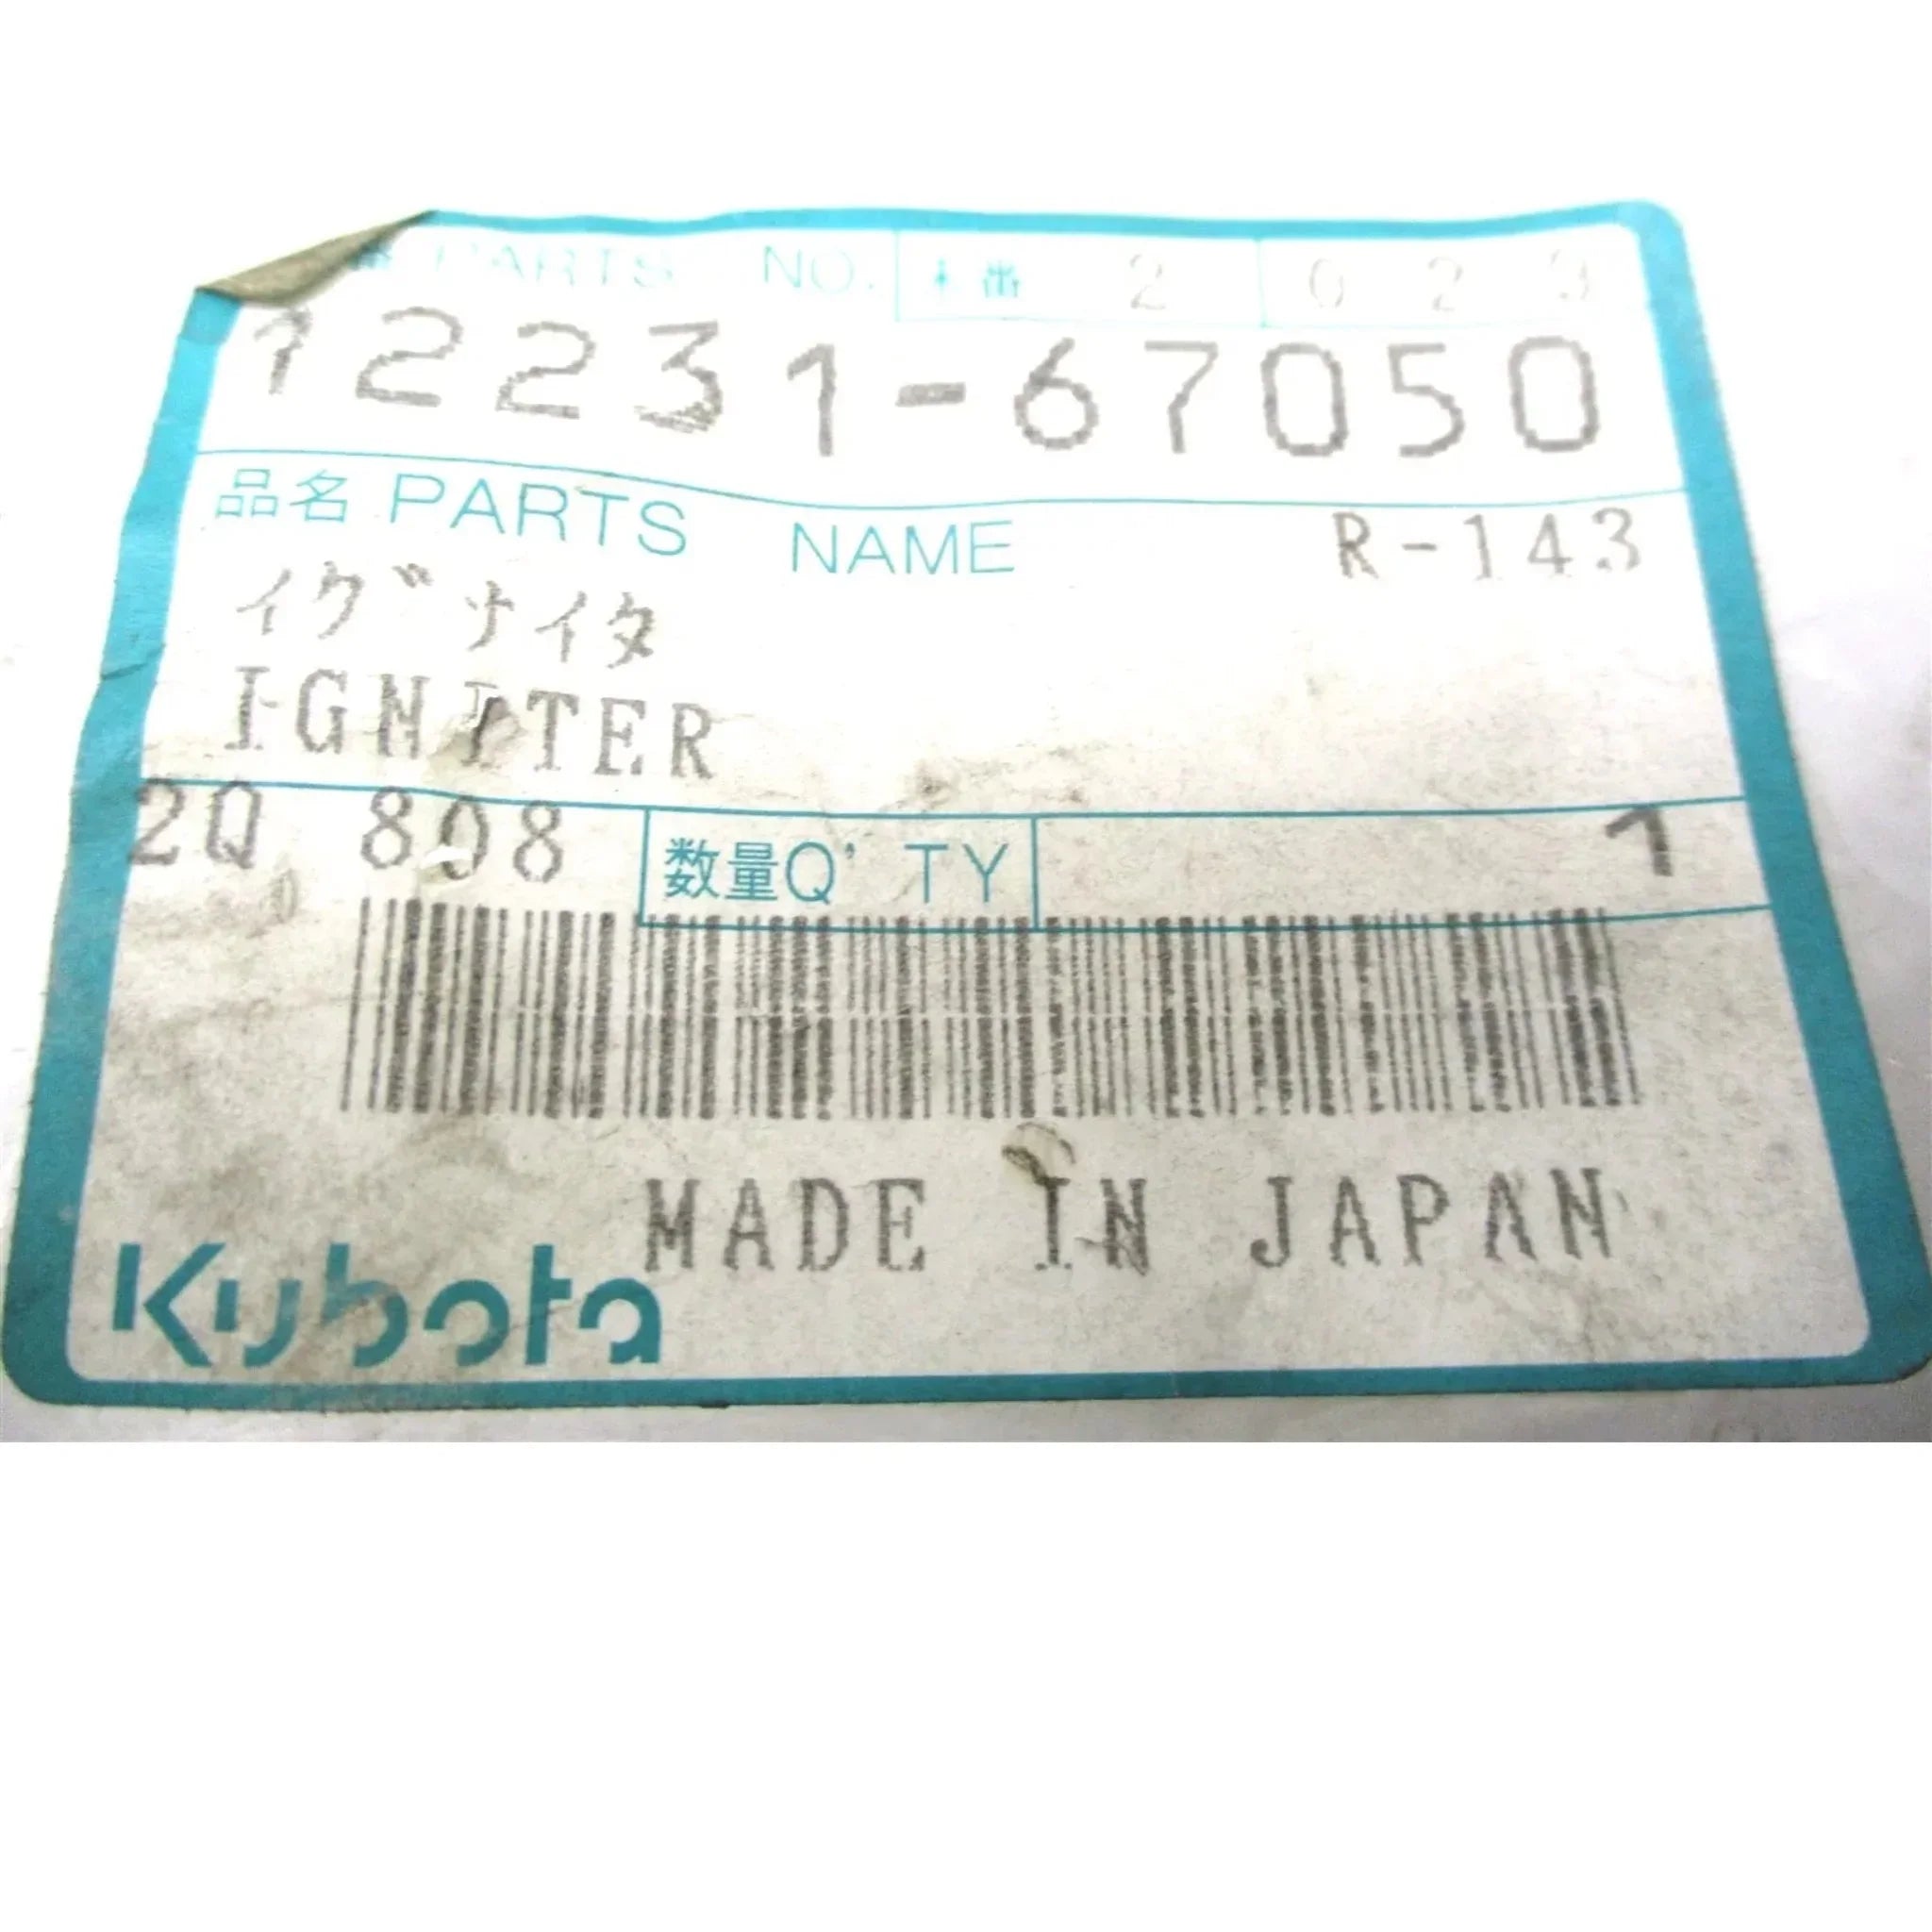 番 PARTS NO. 2 0 2 3
12231-67050
品名 PARTS NAME R-143
イグナイタ
IGNITER
2Q 808 数量Q'TY 1
MADE IN JAPAN
Kubota